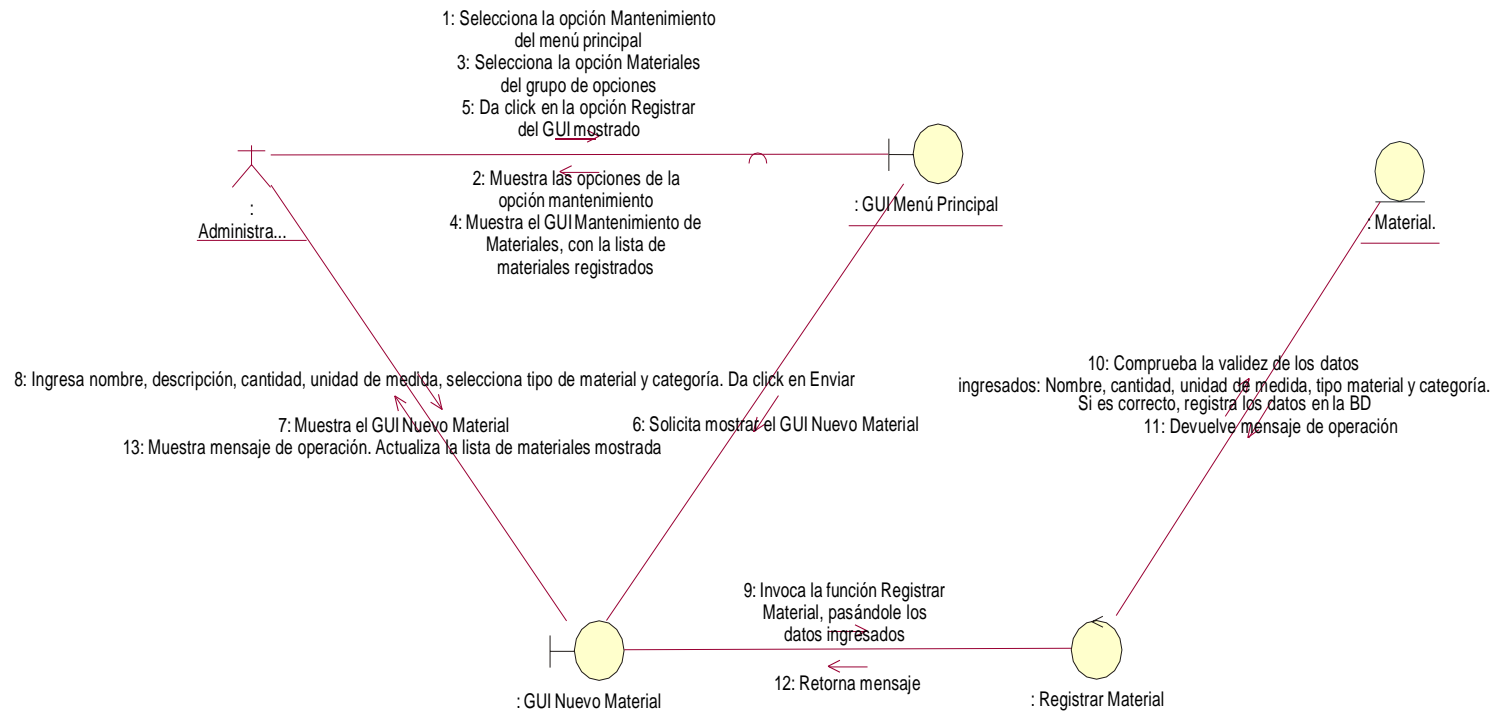 1: Selecciona la opción Mantenimiento
del menú principal
3: Selecciona la opción Materiales
del grupo de opciones
5: Da click en la opción Registrar
del GUI mostrado
2: Muestra las opciones de la
opción mantenimiento
4: Muestra el GUI Mantenimiento de
Materiales, con la lista de
materiales registrados
:
Administra...
: GUI Menú Principal
: Material.
8: Ingresa nombre, descripción, cantidad, unidad de medida, selecciona tipo de material y categoría. Da click en Enviar
7: Muestra el GUI Nuevo Material
13: Muestra mensaje de operación. Actualiza la lista de materiales mostrada
6: Solicita mostrar el GUI Nuevo Material
10: Comprueba la validez de los datos
ingresados: Nombre, cantidad, unidad de medida, tipo material y categoría.
Si es correcto, registra los datos en la BD
11: Devuelve mensaje de operación
9: Invoca la función Registrar
Material, pasándole los
datos ingresados
12: Retorna mensaje
: GUI Nuevo Material
: Registrar Material